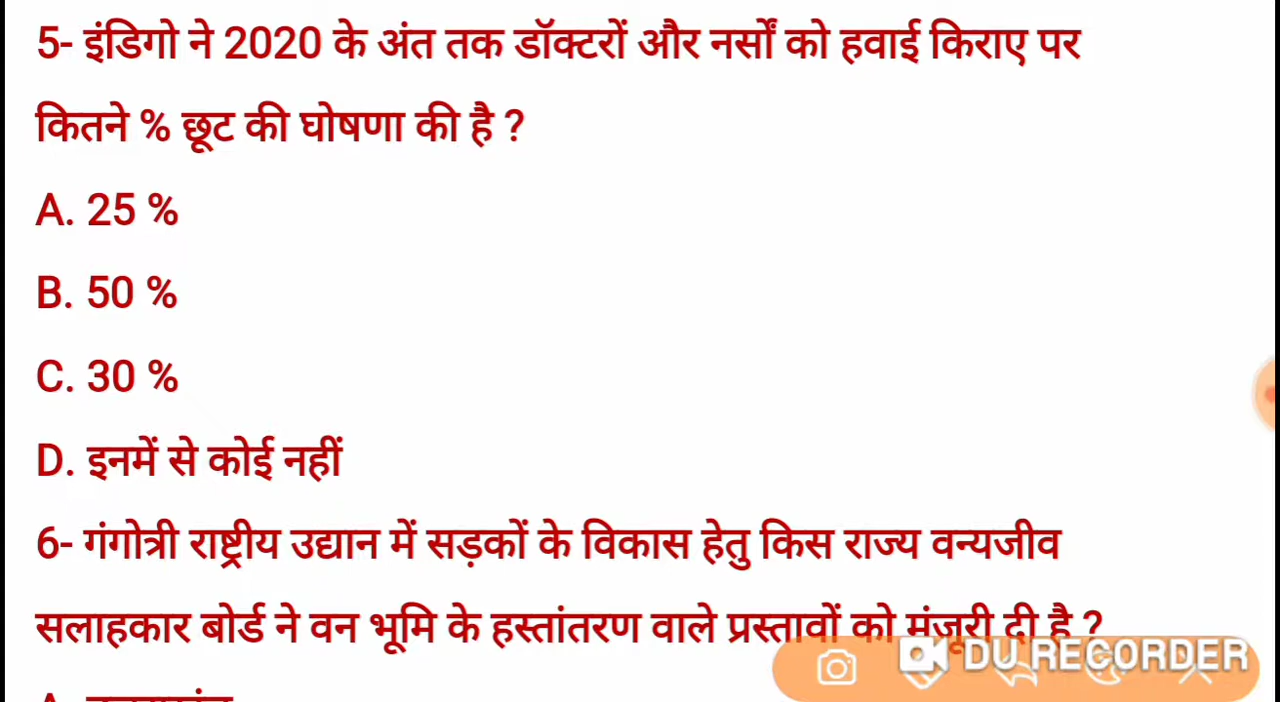 5- इंडिगो ने 2020 के अंत तक डॉक्टरों और नर्सों को हवाई किराए पर
कितने % छूट की घोषणा की है ?
A. 25 %
B. 50 %
C. 30 %
D. इनमें से कोई नहीं
6- गंगोत्री राष्ट्रीय उद्यान में सड़कों के विकास हेतु किस राज्य वन्यजीव
सलाहकार बोर्ड ने वन भूमि के हस्तांतरण वाले प्रस्तावों को मंजूरी दी है ?
DU RECORDER